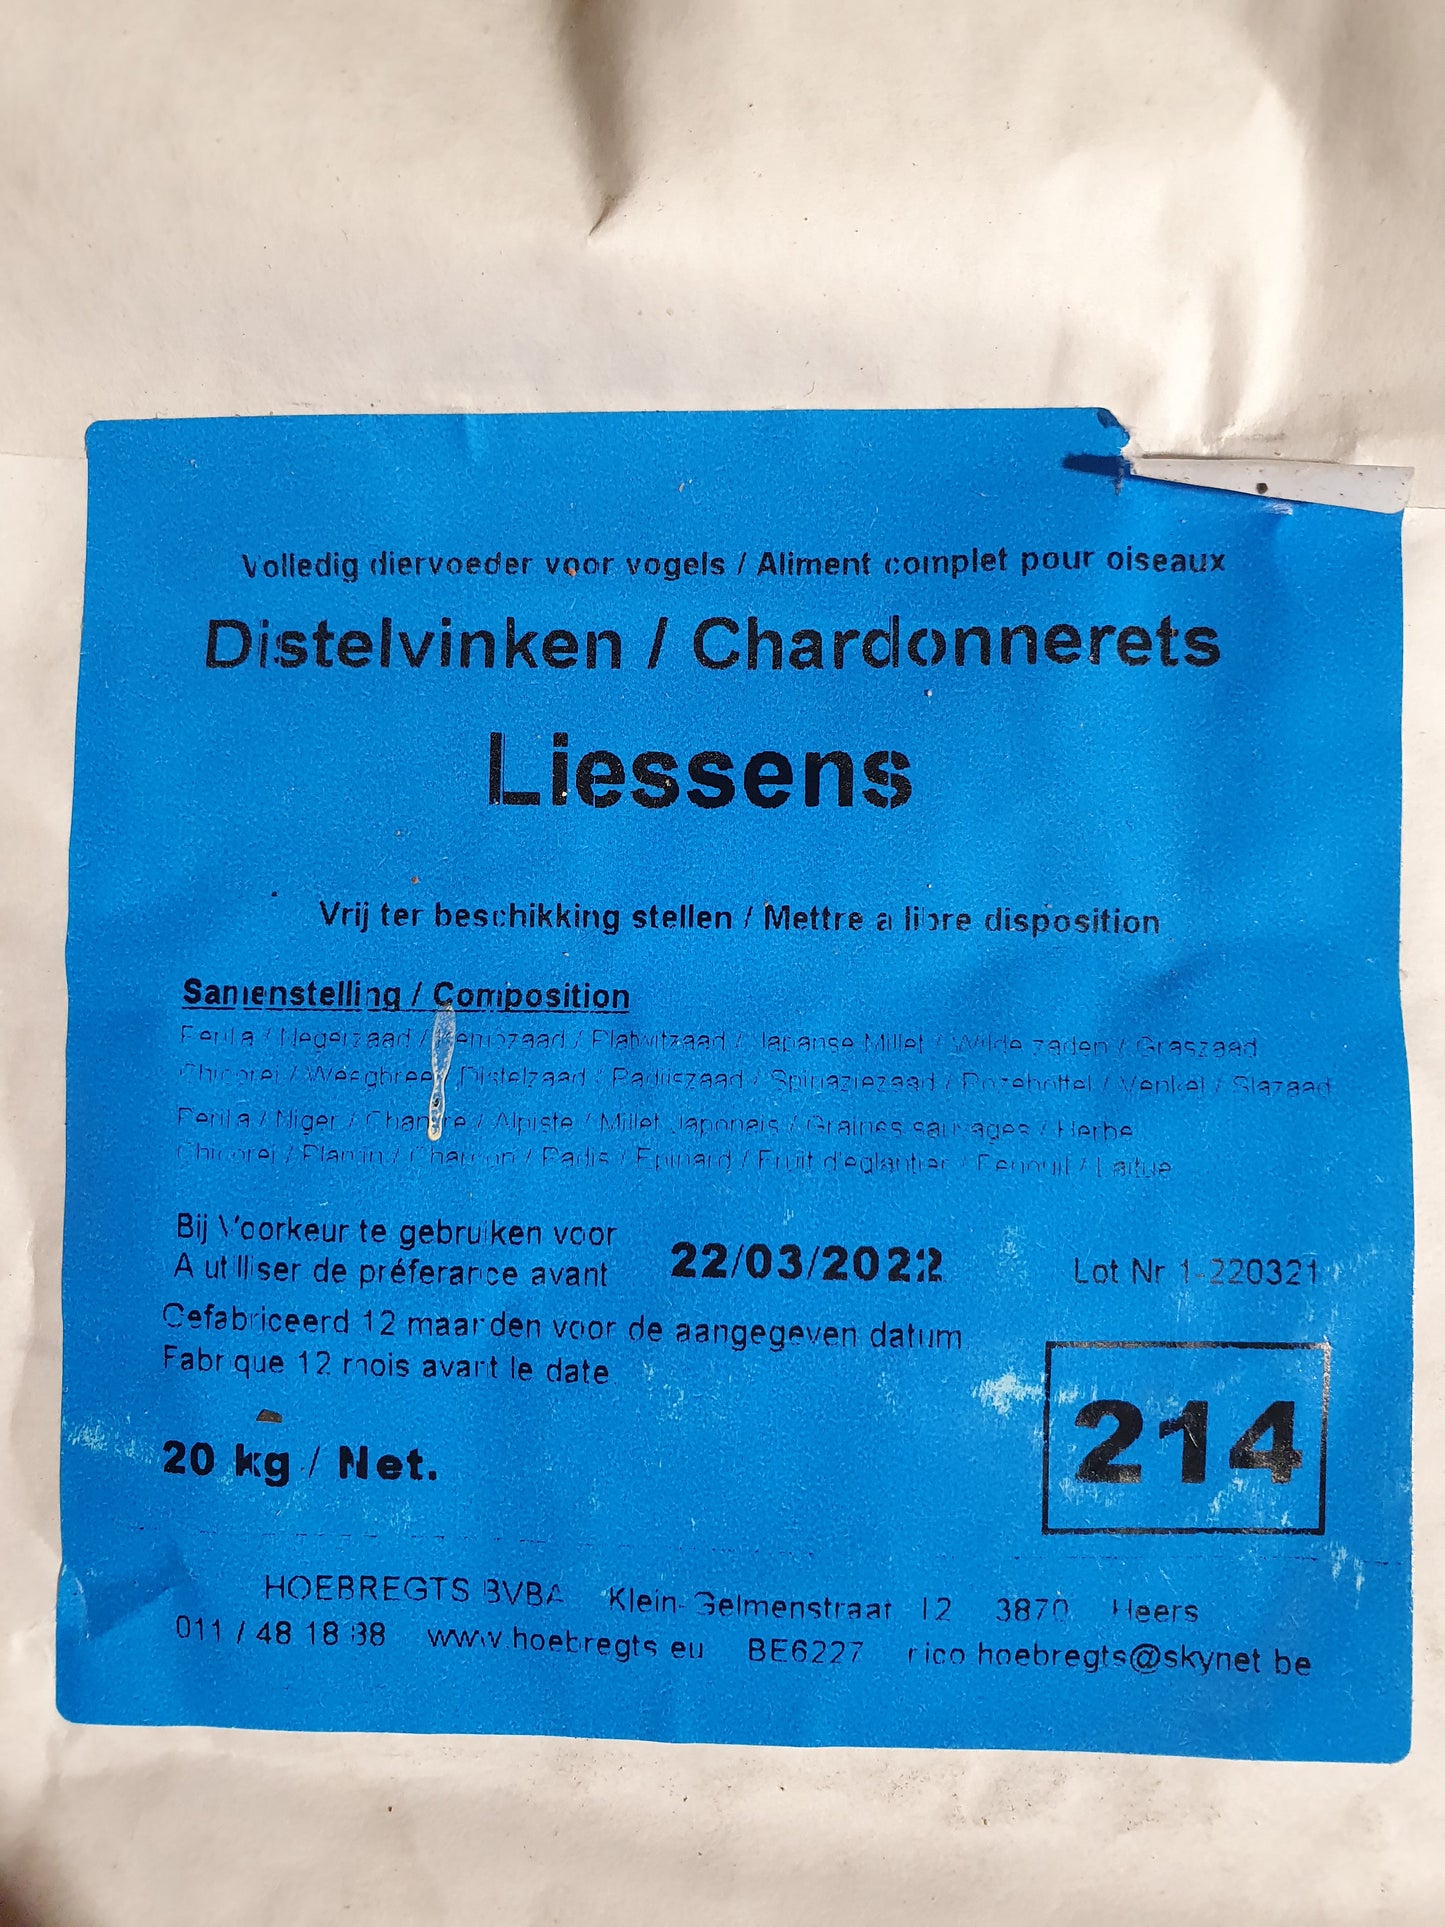 Volledig diervoeder voor vogels / Aliment complet pour oiseaux
Distelvinken / Chardonnerets
Liessens
Vrij ter beschikking stellen / Mettre a libre disposition
Samenstelling / Composition
Perilla / Negerzaad / Kempzaad / Platwitzaad / Japanse Millet / Wilde zaden / Graszaad
Chicorei / Weegbree / Distelzaad / Radijszaad / Spinaziezaad / Rozebottel / Venkel / Slazaad
Perilla / Niger / Chanvre / Alpiste / Millet Japonais / Graines sauvages / Herbe
Chicorei / Plantin / Chardon / Radis / Epinard / Fruit d'eglantier / Fenouil / Laitue
Bij Voorkeur te gebruiken voor
A utilliser de préferance avant
22/03/2022
Lot Nr 1-220321
Gefabriceerd 12 maanden voor de aangegeven datum
Fabrique 12 mois avant le date
20 kg / Net.
214
HOEBREGTS BVBA Klein-Gelmenstraat 12 3870 Heers
011 / 48 18 88 www.hoebregts.eu BE6227 rico.hoebregts@skynet.be